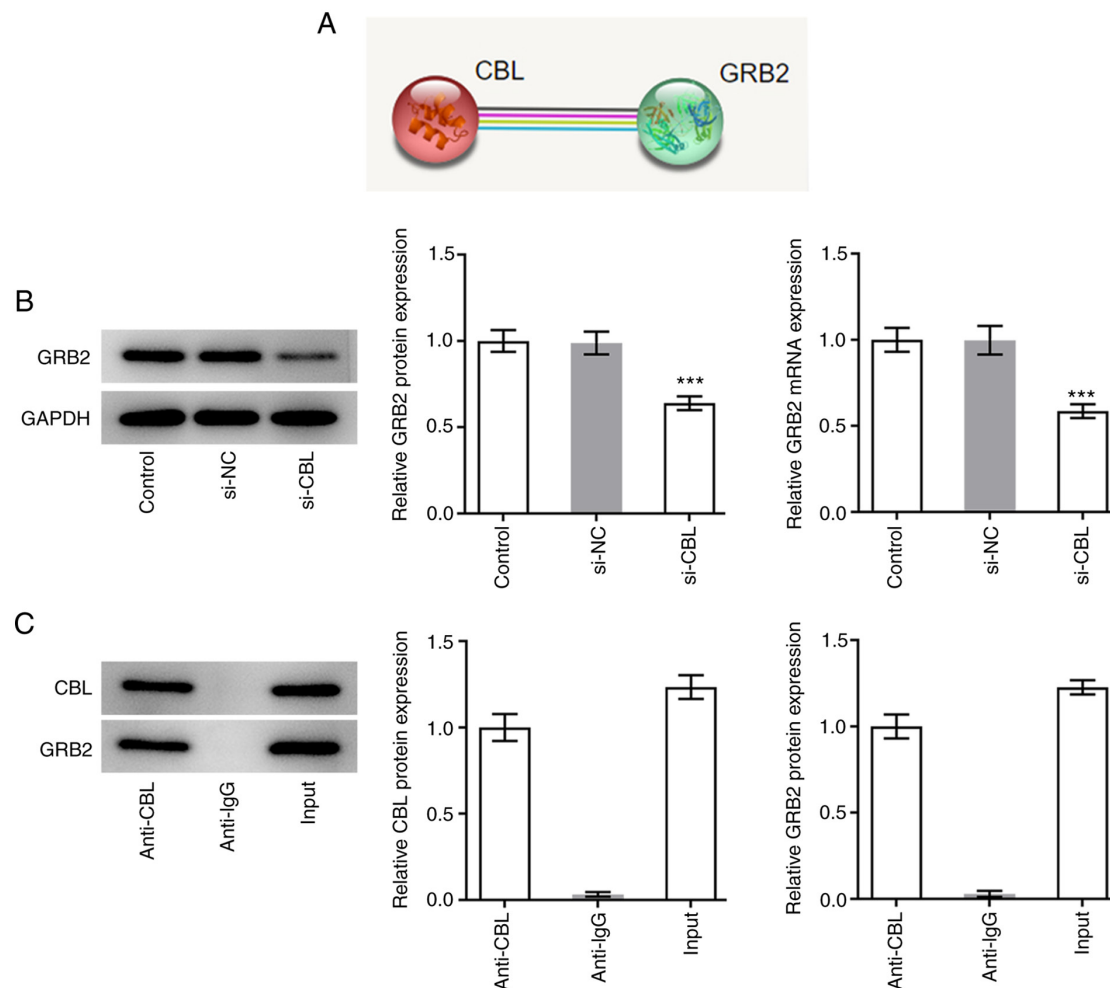 A
CBL
GRB2
B
GRB2
GAPDH
Control
si-NC
si-CBL
Relative GRB2 protein expression
1.5
1.0
0.5
0.0
***
Control
si-NC
si-CBL
Relative GRB2 mRNA expression
1.5
1.0
0.5
0.0
***
Control
si-NC
si-CBL
C
CBL
GRB2
Anti-CBL
Anti-IgG
Input
Relative CBL protein expression
1.5
1.0
0.5
0.0
Anti-CBL
Anti-IgG
Input
Relative GRB2 protein expression
1.5
1.0
0.5
0.0
Anti-CBL
Anti-IgG
Input